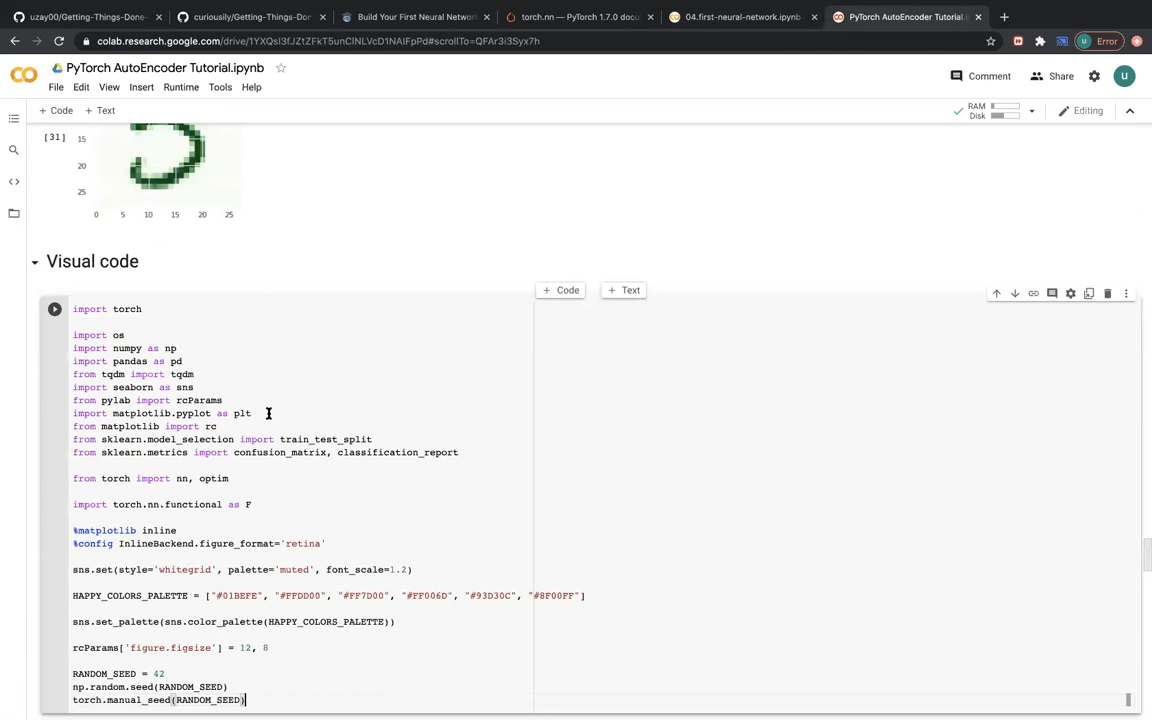 uzay00/Getting-Things-Done-
curiousily/Getting-Things-Don
Build Your First Neural Networ
torch.nn — PyTorch 1.7.0 docu
04.first-neural-network.ipynb
PyTorch AutoEncoder Tutorial.i
colab.research.google.com/drive/1YXQsI3fJZtZFkT5unClNLVcD1NAIFpPd#scrollTo=QFAr3i3Syx7h
u Error
PyTorch AutoEncoder Tutorial.ipynb
Comment Share u
File Edit View Insert Runtime Tools Help
+ Code + Text
RAM
Disk
Editing
[31]
15
20
25
0 5 10 15 20 25
Visual code
+ Code + Text
import torch
import os
import numpy as np
import pandas as pd
from tqdm import tqdm
import seaborn as sns
from pylab import rcParams
import matplotlib.pyplot as plt
from matplotlib import rc
from sklearn.model_selection import train_test_split
from sklearn.metrics import confusion_matrix, classification_report
from torch import nn, optim
import torch.nn.functional as F
%matplotlib inline
%config InlineBackend.figure_format='retina'
sns.set(style='whitegrid', palette='muted', font_scale=1.2)
HAPPY_COLORS_PALETTE = ["#01BEFE", "#FFDD00", "#FF7D00", "#FF006D", "#93D30C", "#8F00FF"]
sns.set_palette(sns.color_palette(HAPPY_COLORS_PALETTE))
rcParams['figure.figsize'] = 12, 8
RANDOM_SEED = 42
np.random.seed(RANDOM_SEED)
torch.manual_seed(RANDOM_SEED)